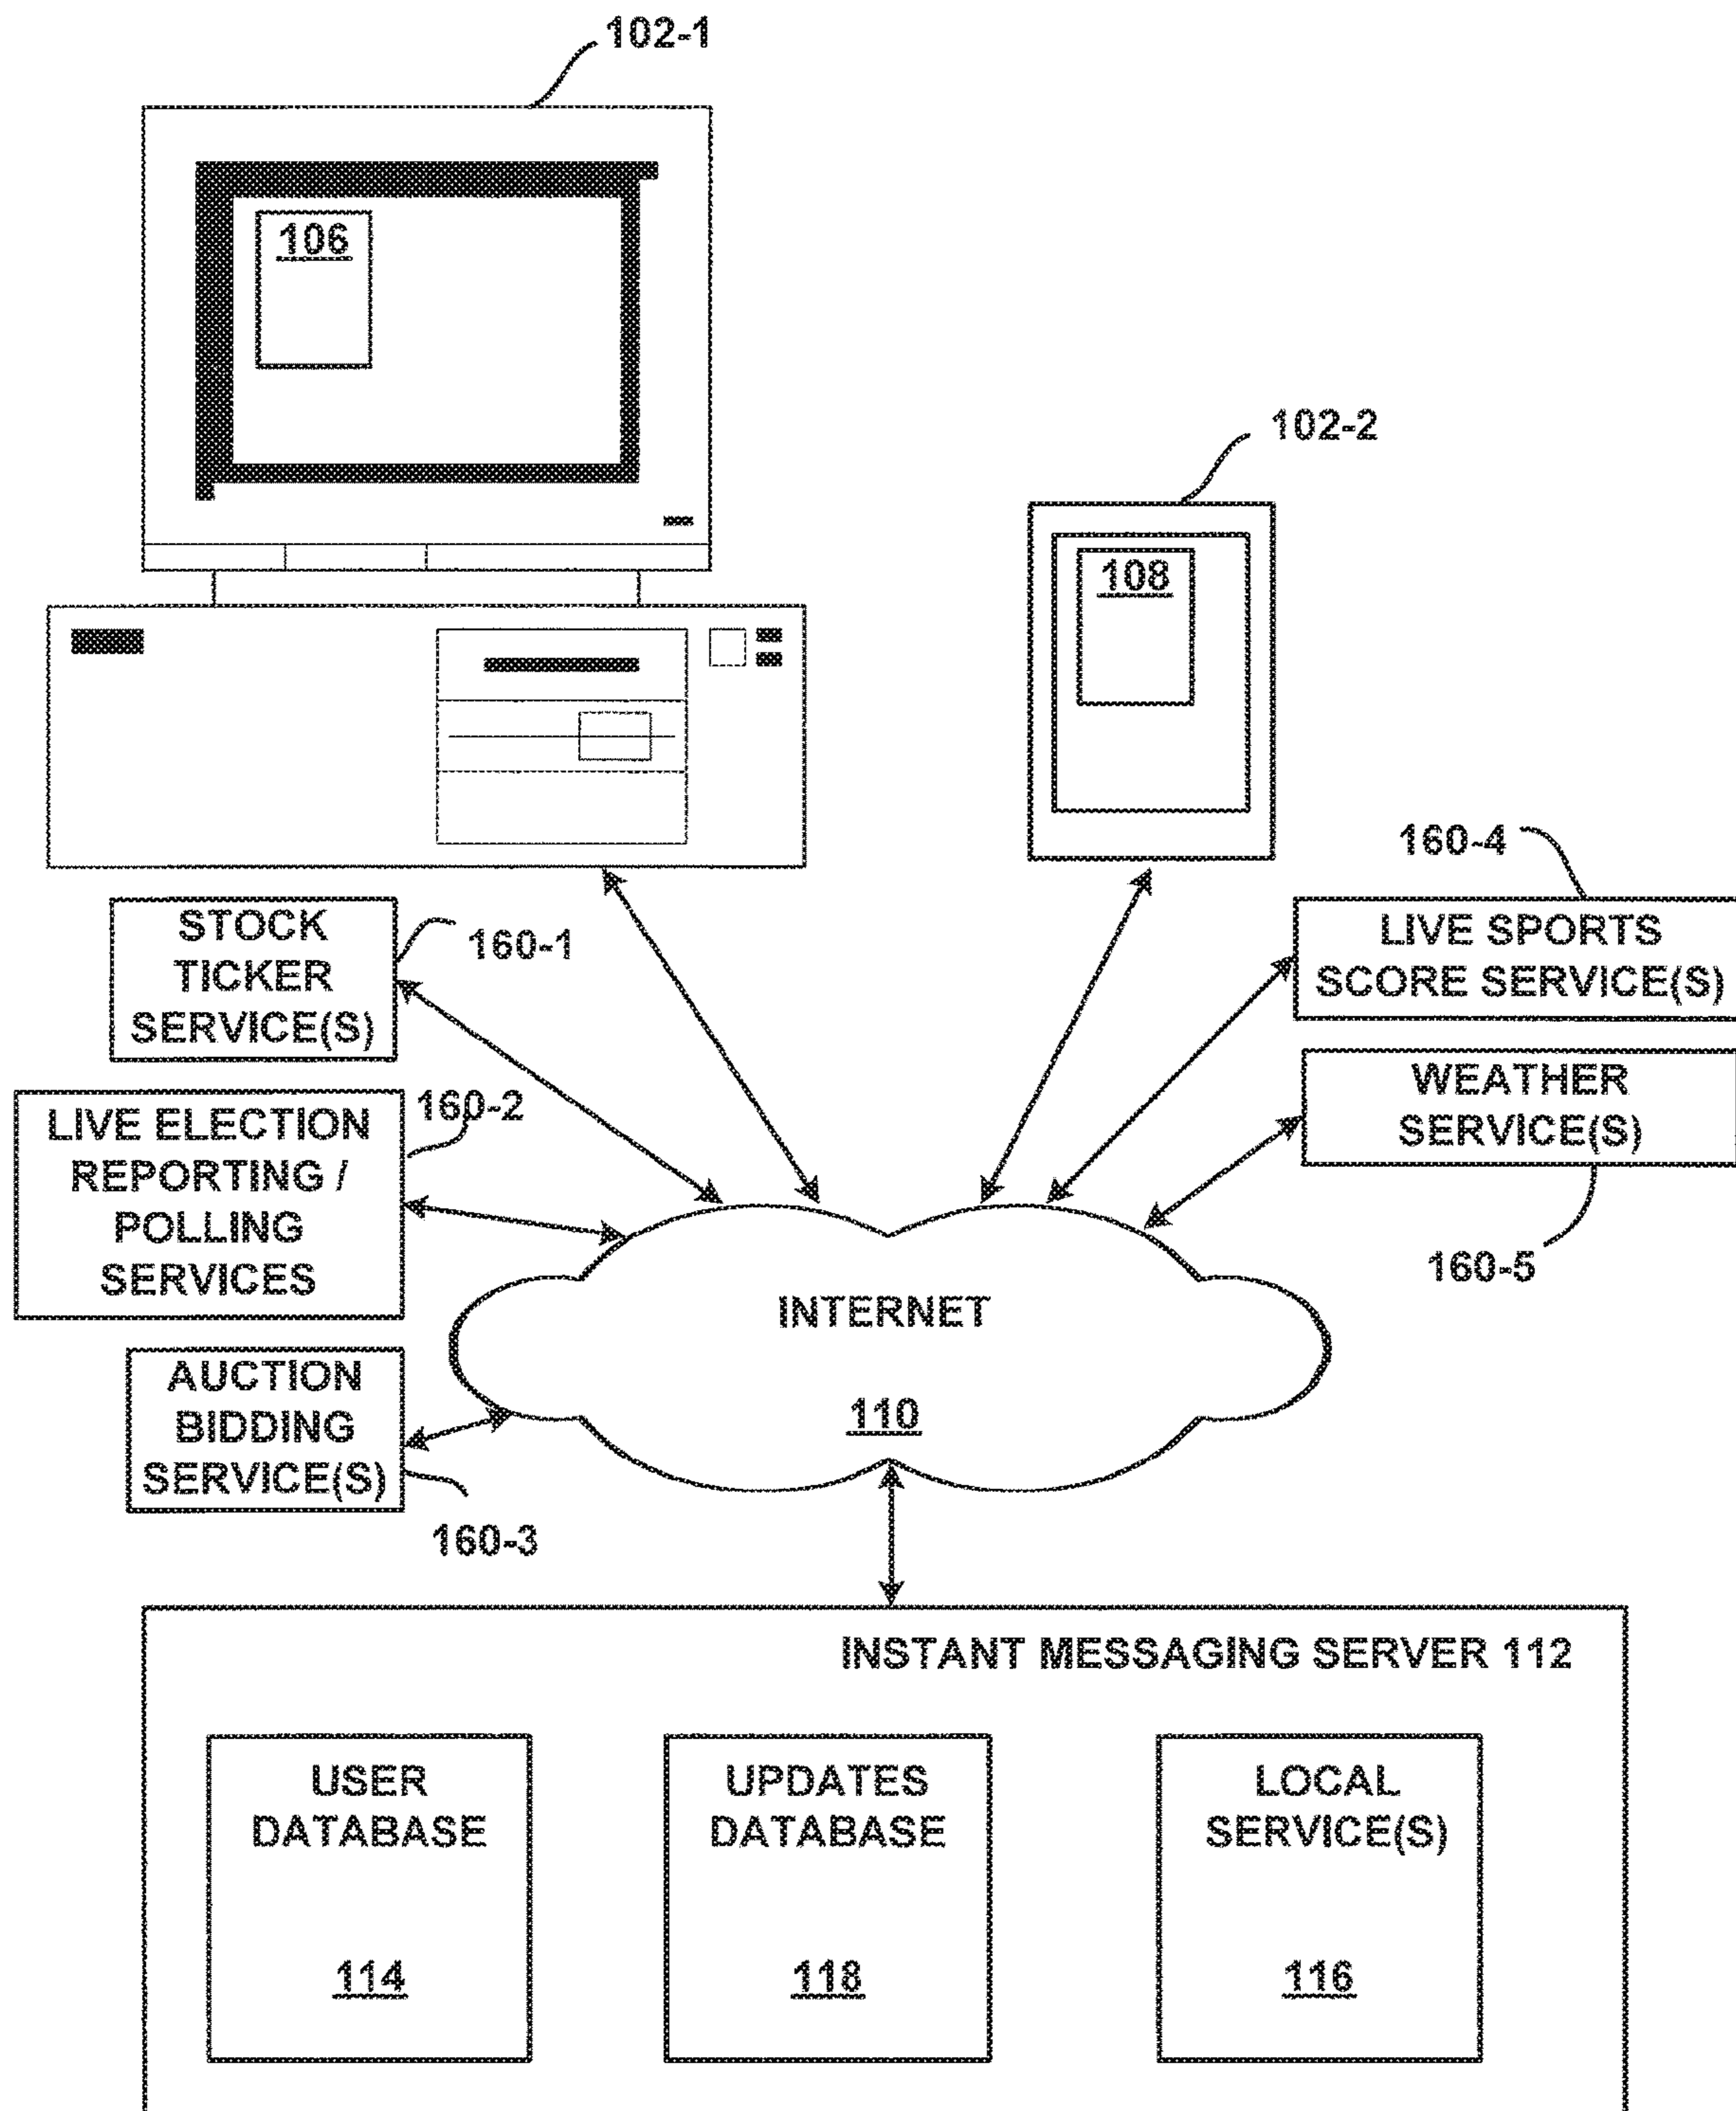 102-1
106
102-2
108
160-4
STOCK
TICKER
SERVICE(S)
160-1
LIVE SPORTS
SCORE SERVICE(S)
WEATHER
SERVICE(S)
160-5
LIVE ELECTION
REPORTING /
POLLING
SERVICES
160-2
INTERNET
110
AUCTION
BIDDING
SERVICE(S)
160-3
INSTANT MESSAGING SERVER 112
USER
DATABASE
114
UPDATES
DATABASE
118
LOCAL
SERVICE(S)
116